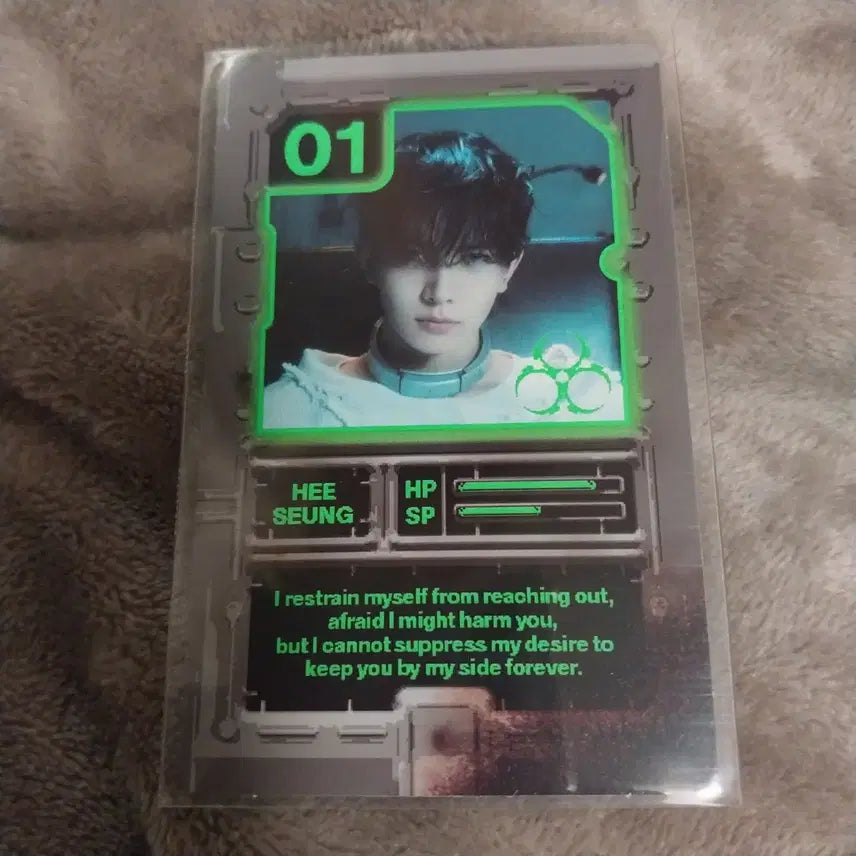 01
HEE
SEUNG
HP
SP
I restrain myself from reaching out,
afraid I might harm you,
but I cannot suppress my desire to
keep you by my side forever.